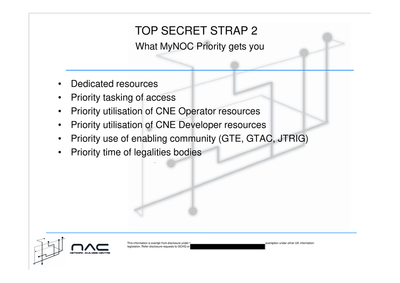 TOP SECRET STRAP 2
What MyNOC Priority gets you
• Dedicated resources
• Priority tasking of access
• Priority utilisation of CNE Operator resources
• Priority utilisation of CNE Developer resources
• Priority use of enabling community (GTE, GTAC, JTRIG)
• Priority time of legalities bodies
NAC
NETWORK ANALYSIS CENTRE
This information is exempt from disclosure under exemption under other UK information
legislation. Refer disclosure requests to GCHQ